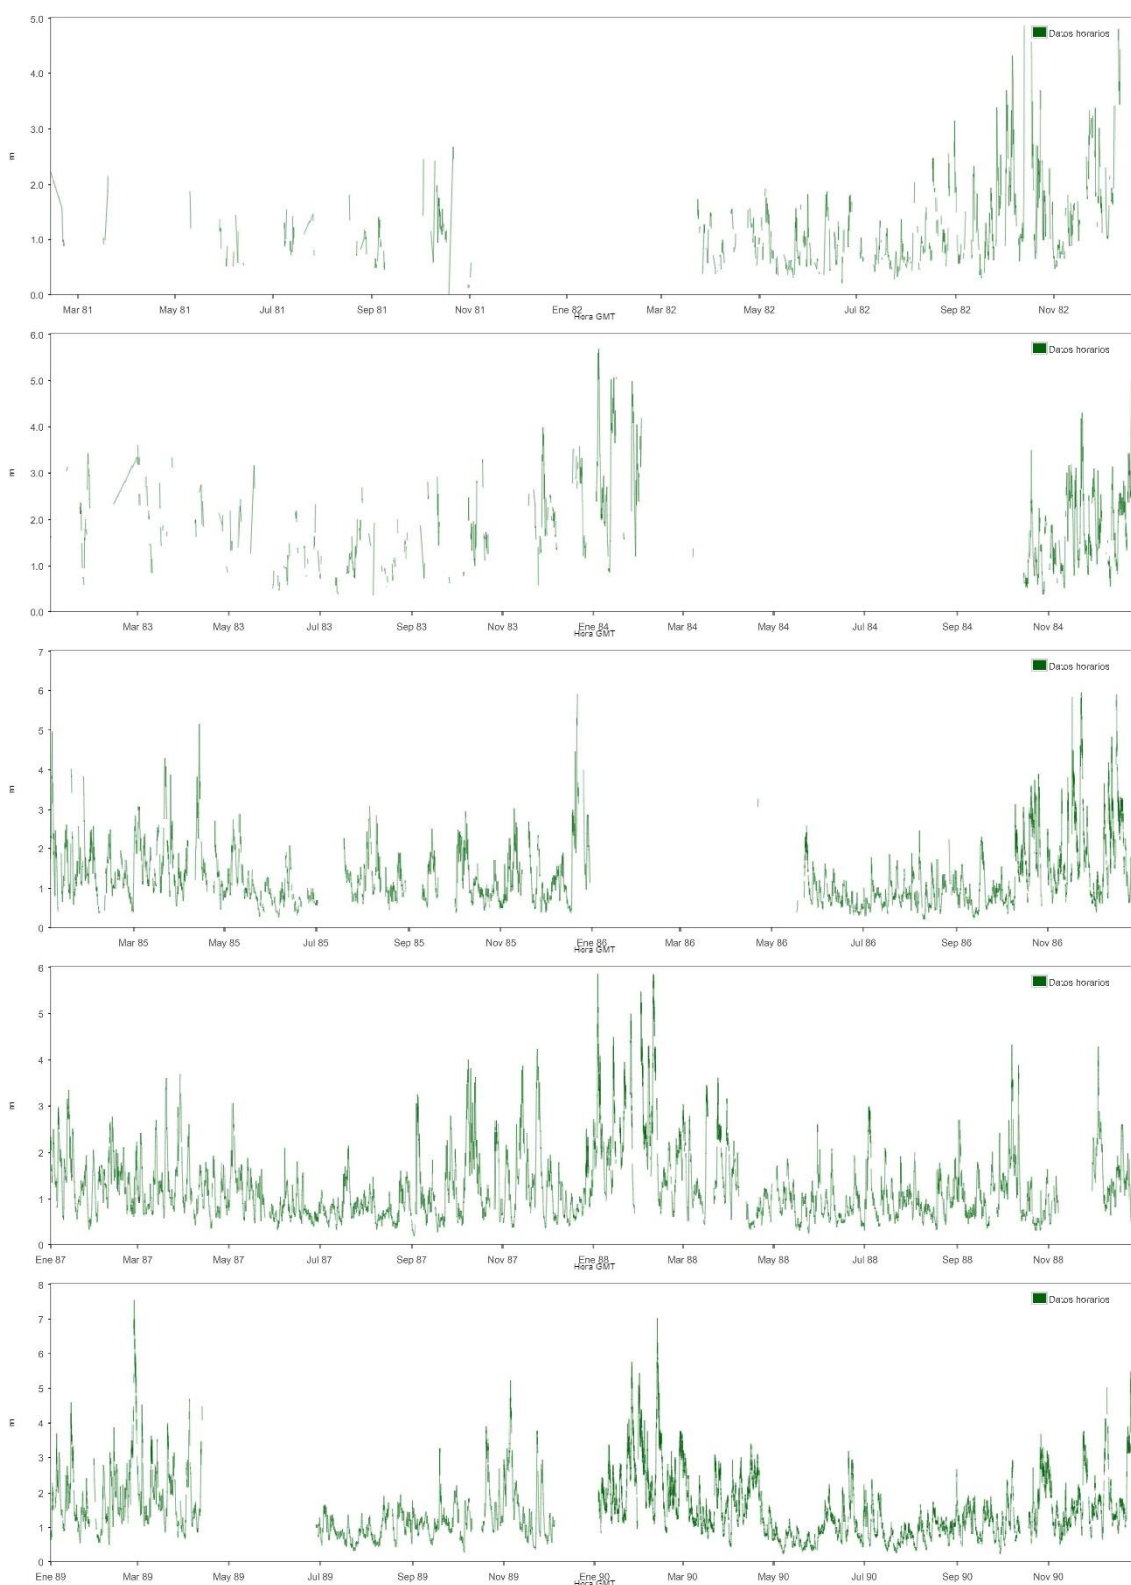 5.0
Datos horarios
4.0
3.0
m
2.0
1.0
0.0
Mar 81 May 81 Jul 81 Sep 81 Nov 81 Ene 82 Mar 82 May 82 Jul 82 Sep 82 Nov 82
Hora GMT
6.0
Datos horarios
5.0
4.0
3.0
m
2.0
1.0
0.0
Mar 83 May 83 Jul 83 Sep 83 Nov 83 Ene 84 Mar 84 May 84 Jul 84 Sep 84 Nov 84
Hora GMT
7
Datos horarios
6
5
4
m
3
2
1
0
Mar 85 May 85 Jul 85 Sep 85 Nov 85 Ene 86 Mar 86 May 86 Jul 86 Sep 86 Nov 86
Hora GMT
6
Datos horarios
5
4
3
m
2
1
0
Ene 87 Mar 87 May 87 Jul 87 Sep 87 Nov 87 Ene 88 Mar 88 May 88 Jul 88 Sep 88 Nov 88
Hora GMT
8
Datos horarios
7
6
5
4
m
3
2
1
0
Ene 89 Mar 89 May 89 Jul 89 Sep 89 Nov 89 Ene 90 Mar 90 May 90 Jul 90 Sep 90 Nov 90
Hora GMT